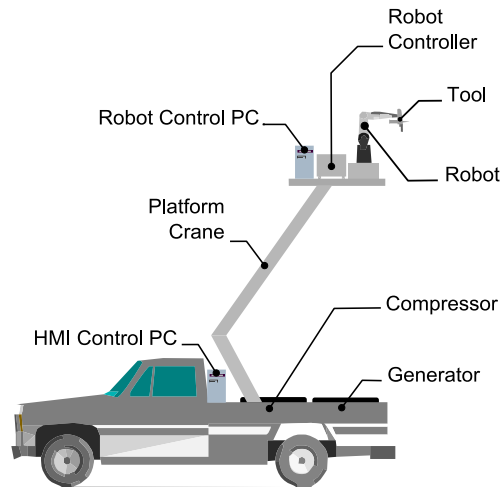 Robot
Controller
Tool
Robot Control PC
Robot
Platform
Crane
Compressor
HMI Control PC
Generator